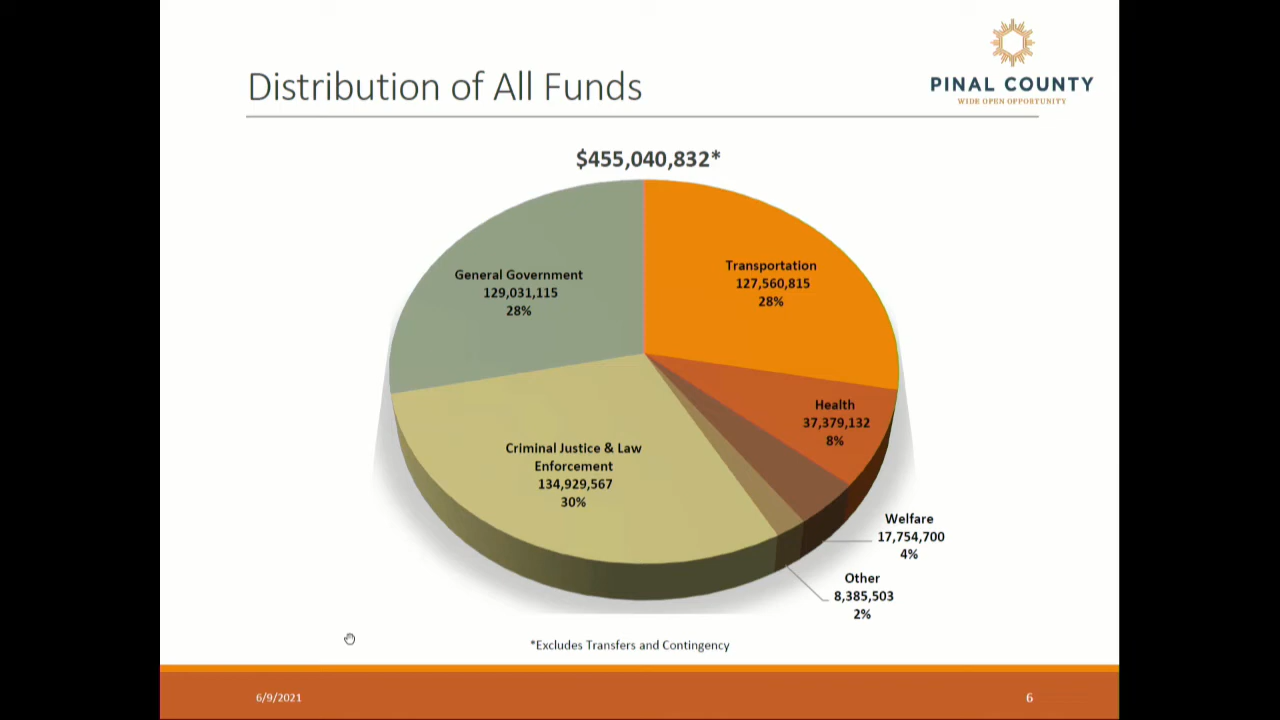 PINAL COUNTY
WIDE OPEN OPPORTUNITY
Distribution of All Funds
$455,040,832*
General Government
129,031,115
28%
Transportation
127,560,815
28%
Health
37,379,132
8%
Criminal Justice & Law
Enforcement
134,929,567
30%
Welfare
17,754,700
4%
Other
8,385,503
2%
*Excludes Transfers and Contingency
6/9/2021
6